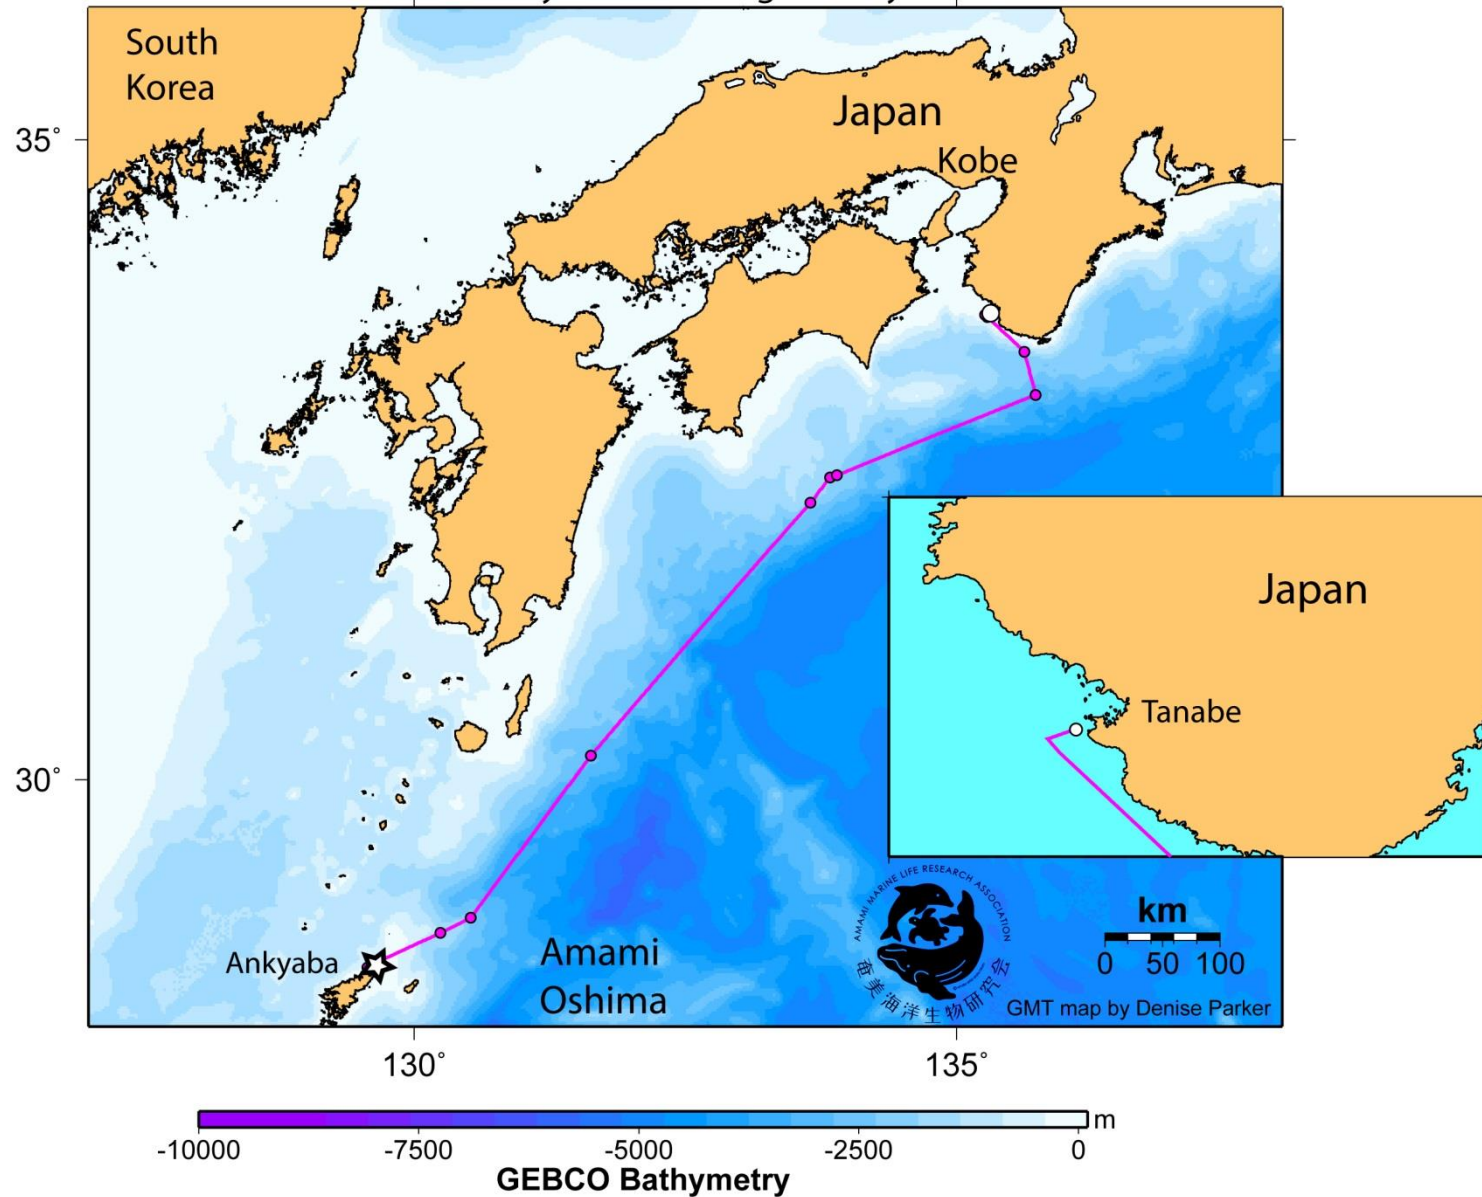 South
Korea
Japan
Kobe
35°
30°
Japan
Tanabe
Ankyaba
Amami
Oshima
AMAMI MARINE LIFE RESEARCH ASSOCIATION
奄美海洋生物研究会
km
0 50 100
GMT map by Denise Parker
130° 135°
m
-10000 -7500 -5000 -2500 0
GEBCO Bathymetry